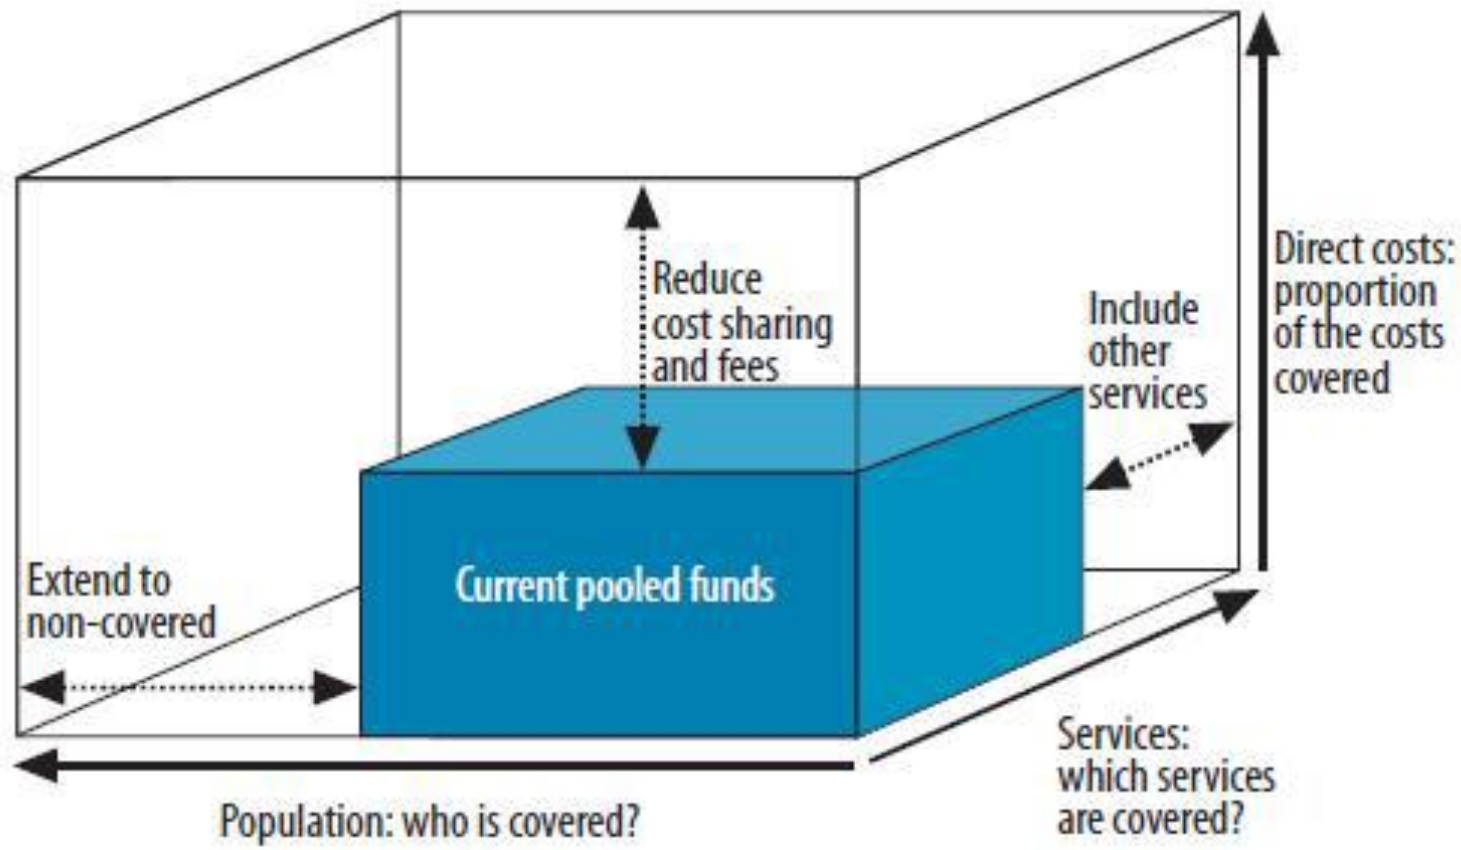 Reduce
cost sharing
and fees
Include
other
services
Direct costs:
proportion
of the costs
covered
Extend to
non-covered
Current pooled funds
Services:
which services
are covered?
Population: who is covered?